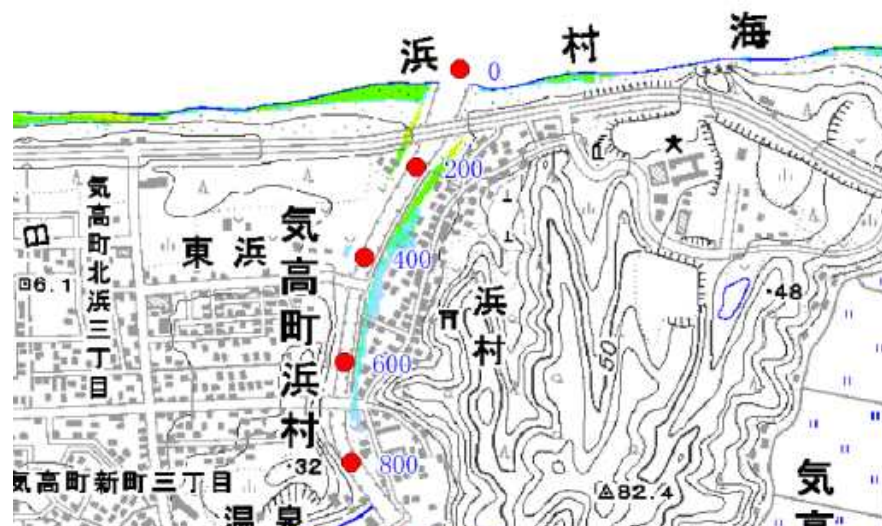 浜村海
0
200
400
600
800
気高町北浜三丁目
東浜
気高町浜村
浜村
6.1
48
50
32
82.4
気高町新町三丁目
温泉
気高